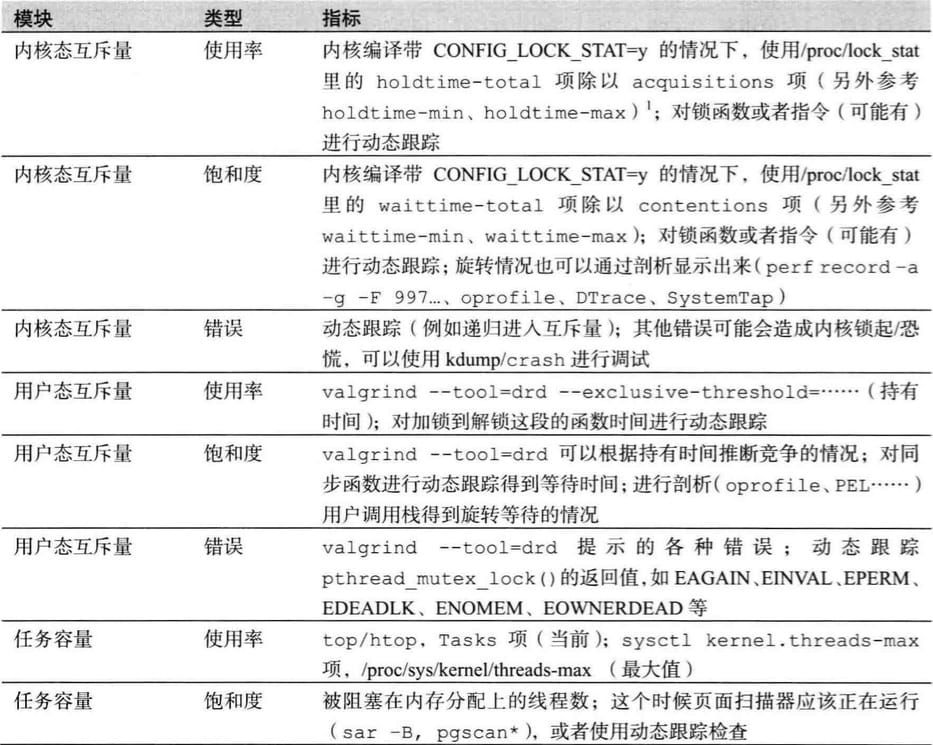 模块 类型 指标
内核态互斥量 使用率 内核编译带 CONFIG_LOCK_STAT=y 的情况下，使用/proc/lock_stat
里的 holdtime-total 项除以 acquisitions 项（另外参考
holdtime-min、holdtime-max）1；对锁函数或者指令（可能有）
进行动态跟踪
内核态互斥量 饱和度 内核编译带 CONFIG_LOCK_STAT=y 的情况下，使用/proc/lock_stat
里的 waittime-total 项除以 contentions 项（另外参考
waittime-min、waittime-max）；对锁函数或者指令（可能有）
进行动态跟踪；旋转情况也可以通过剖析显示出来（perf record -a
-g -F 997…、oprofile、DTrace、SystemTap）
内核态互斥量 错误 动态跟踪（例如递归进入互斥量）；其他错误可能会造成内核锁起/恐
慌，可以使用 kdump/crash 进行调试
用户态互斥量 使用率 valgrind --tool=drd --exclusive-threshold=……（持有
时间）；对加锁到解锁这段的函数时间进行动态跟踪
用户态互斥量 饱和度 valgrind --tool=drd 可以根据持有时间推断竞争的情况；对同
步函数进行动态跟踪得到等待时间；进行剖析（oprofile、PEL……）
用户调用栈得到旋转等待的情况
用户态互斥量 错误 valgrind --tool=drd 提示的各种错误；动态跟踪
pthread_mutex_lock()的返回值，如 EAGAIN、EINVAL、EPERM、
EDEADLK、ENOMEM、EOWNERDEAD 等
任务容量 使用率 top/htop，Tasks 项（当前）；sysctl kernel.threads-max
项，/proc/sys/kernel/threads-max （最大值）
任务容量 饱和度 被阻塞在内存分配上的线程数；这个时候页面扫描器应该正在运行
（sar -B, pgscan*），或者使用动态跟踪检查